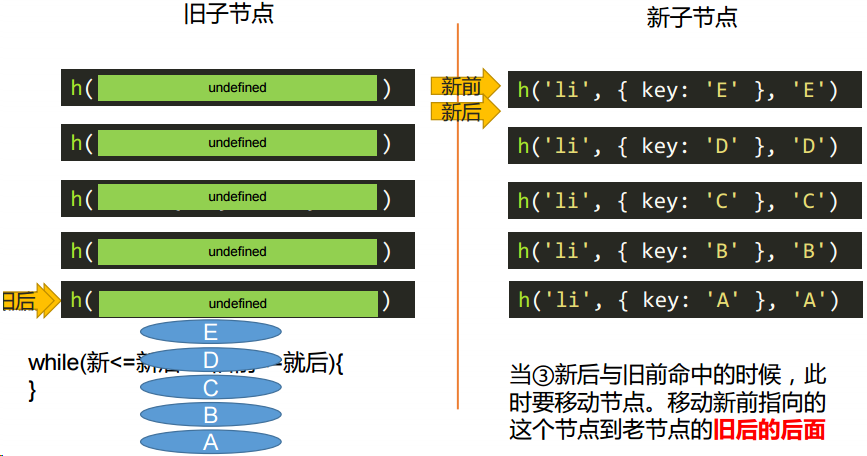 旧子节点
新子节点
h( undefined )
h( undefined )
h( undefined )
h( undefined )
旧后 h( undefined )
E
D
C
B
A
while(新<=新后 =就后){
}
新前
新后
h('li', { key: 'E' }, 'E')
h('li', { key: 'D' }, 'D')
h('li', { key: 'C' }, 'C')
h('li', { key: 'B' }, 'B')
h('li', { key: 'A' }, 'A')
当③新后与旧前命中的时候，此
时要移动节点。移动新前指向的
这个节点到老节点的旧后的后面